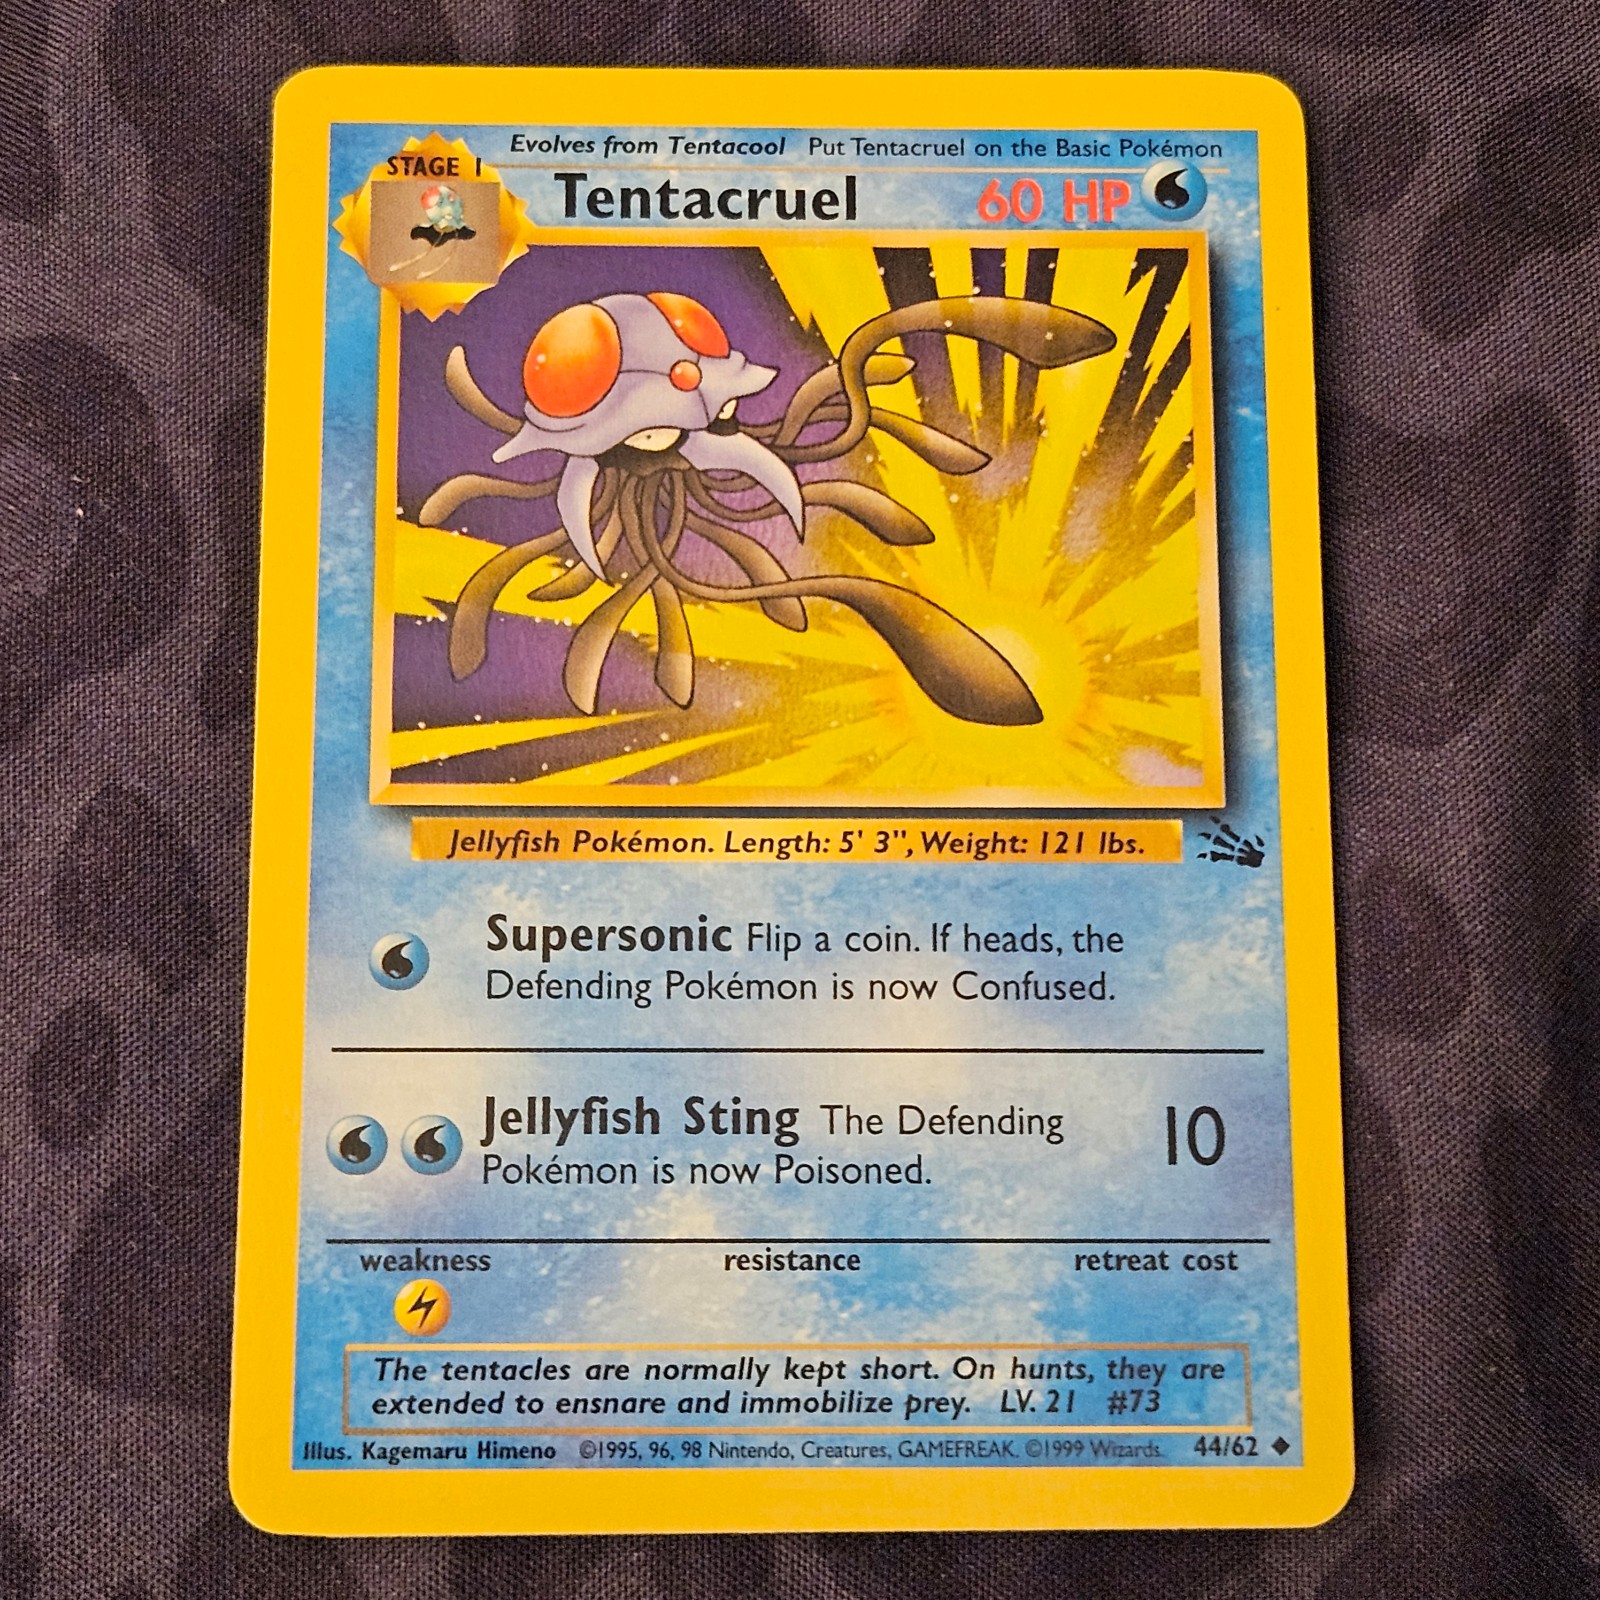 Evolves from Tentacool Put Tentacruel on the Basic Pokémon
STAGE 1
Tentacruel 60 HP
Jellyfish Pokémon. Length: 5' 3", Weight: 121 lbs.
Supersonic Flip a coin. If heads, the
Defending Pokémon is now Confused.
Jellyfish Sting The Defending 10
Pokémon is now Poisoned.
weakness resistance retreat cost
The tentacles are normally kept short. On hunts, they are
extended to ensnare and immobilize prey. LV. 21 #73
Illus. Kagemaru Himeno ©1995, 96, 98 Nintendo, Creatures, GAMEFREAK. ©1999 Wizards. 44/62